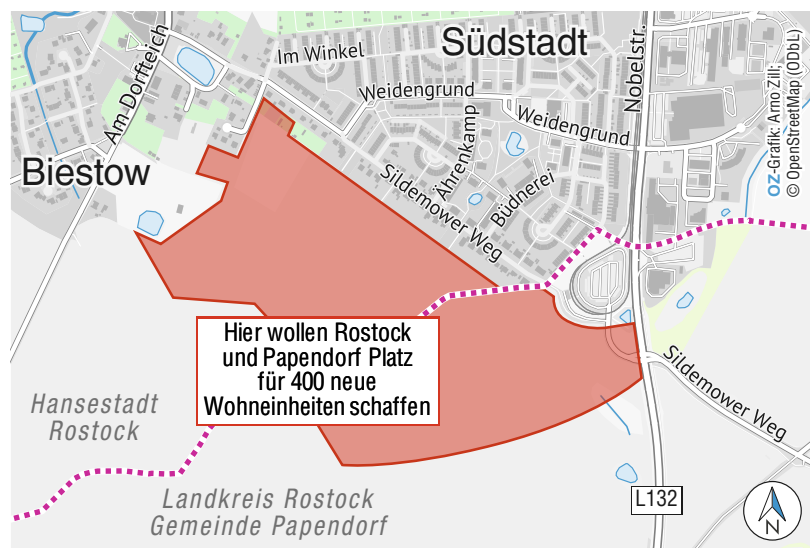 Südstadt
Im Winkel
Am Dorfteich
Weidengrund
Weidengrund
Nobelstr.
OZ-Grafik: Arno Zill;
© OpenStreetMap (ODbL)
Biestow
Ährenkamp
Büdnerei
Sildemower Weg
Hier wollen Rostock
und Papendorf Platz
für 400 neue
Wohneinheiten schaffen
Sildemower Weg
Hansestadt
Rostock
Landkreis Rostock
Gemeinde Papendorf
L132
N